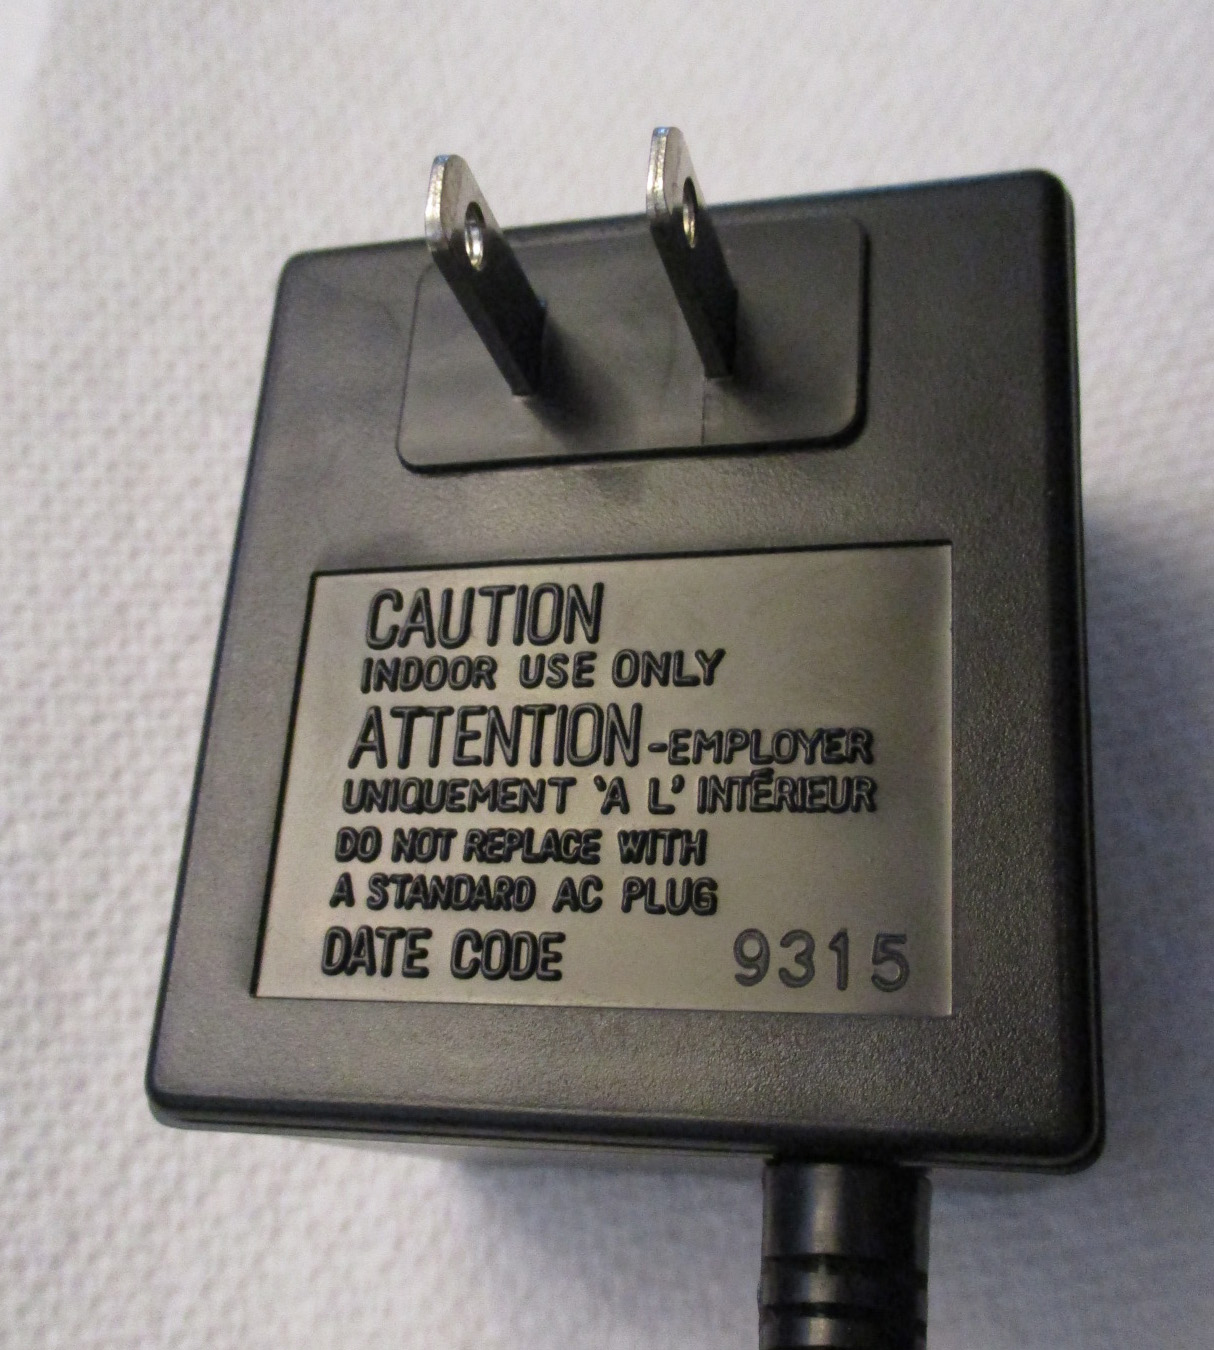 CAUTION
INDOOR USE ONLY
ATTENTION -EMPLOYER
UNIQUEMENT `A L' INTÉRIEUR
DO NOT REPLACE WITH
A STANDARD AC PLUG
DATE CODE 9315